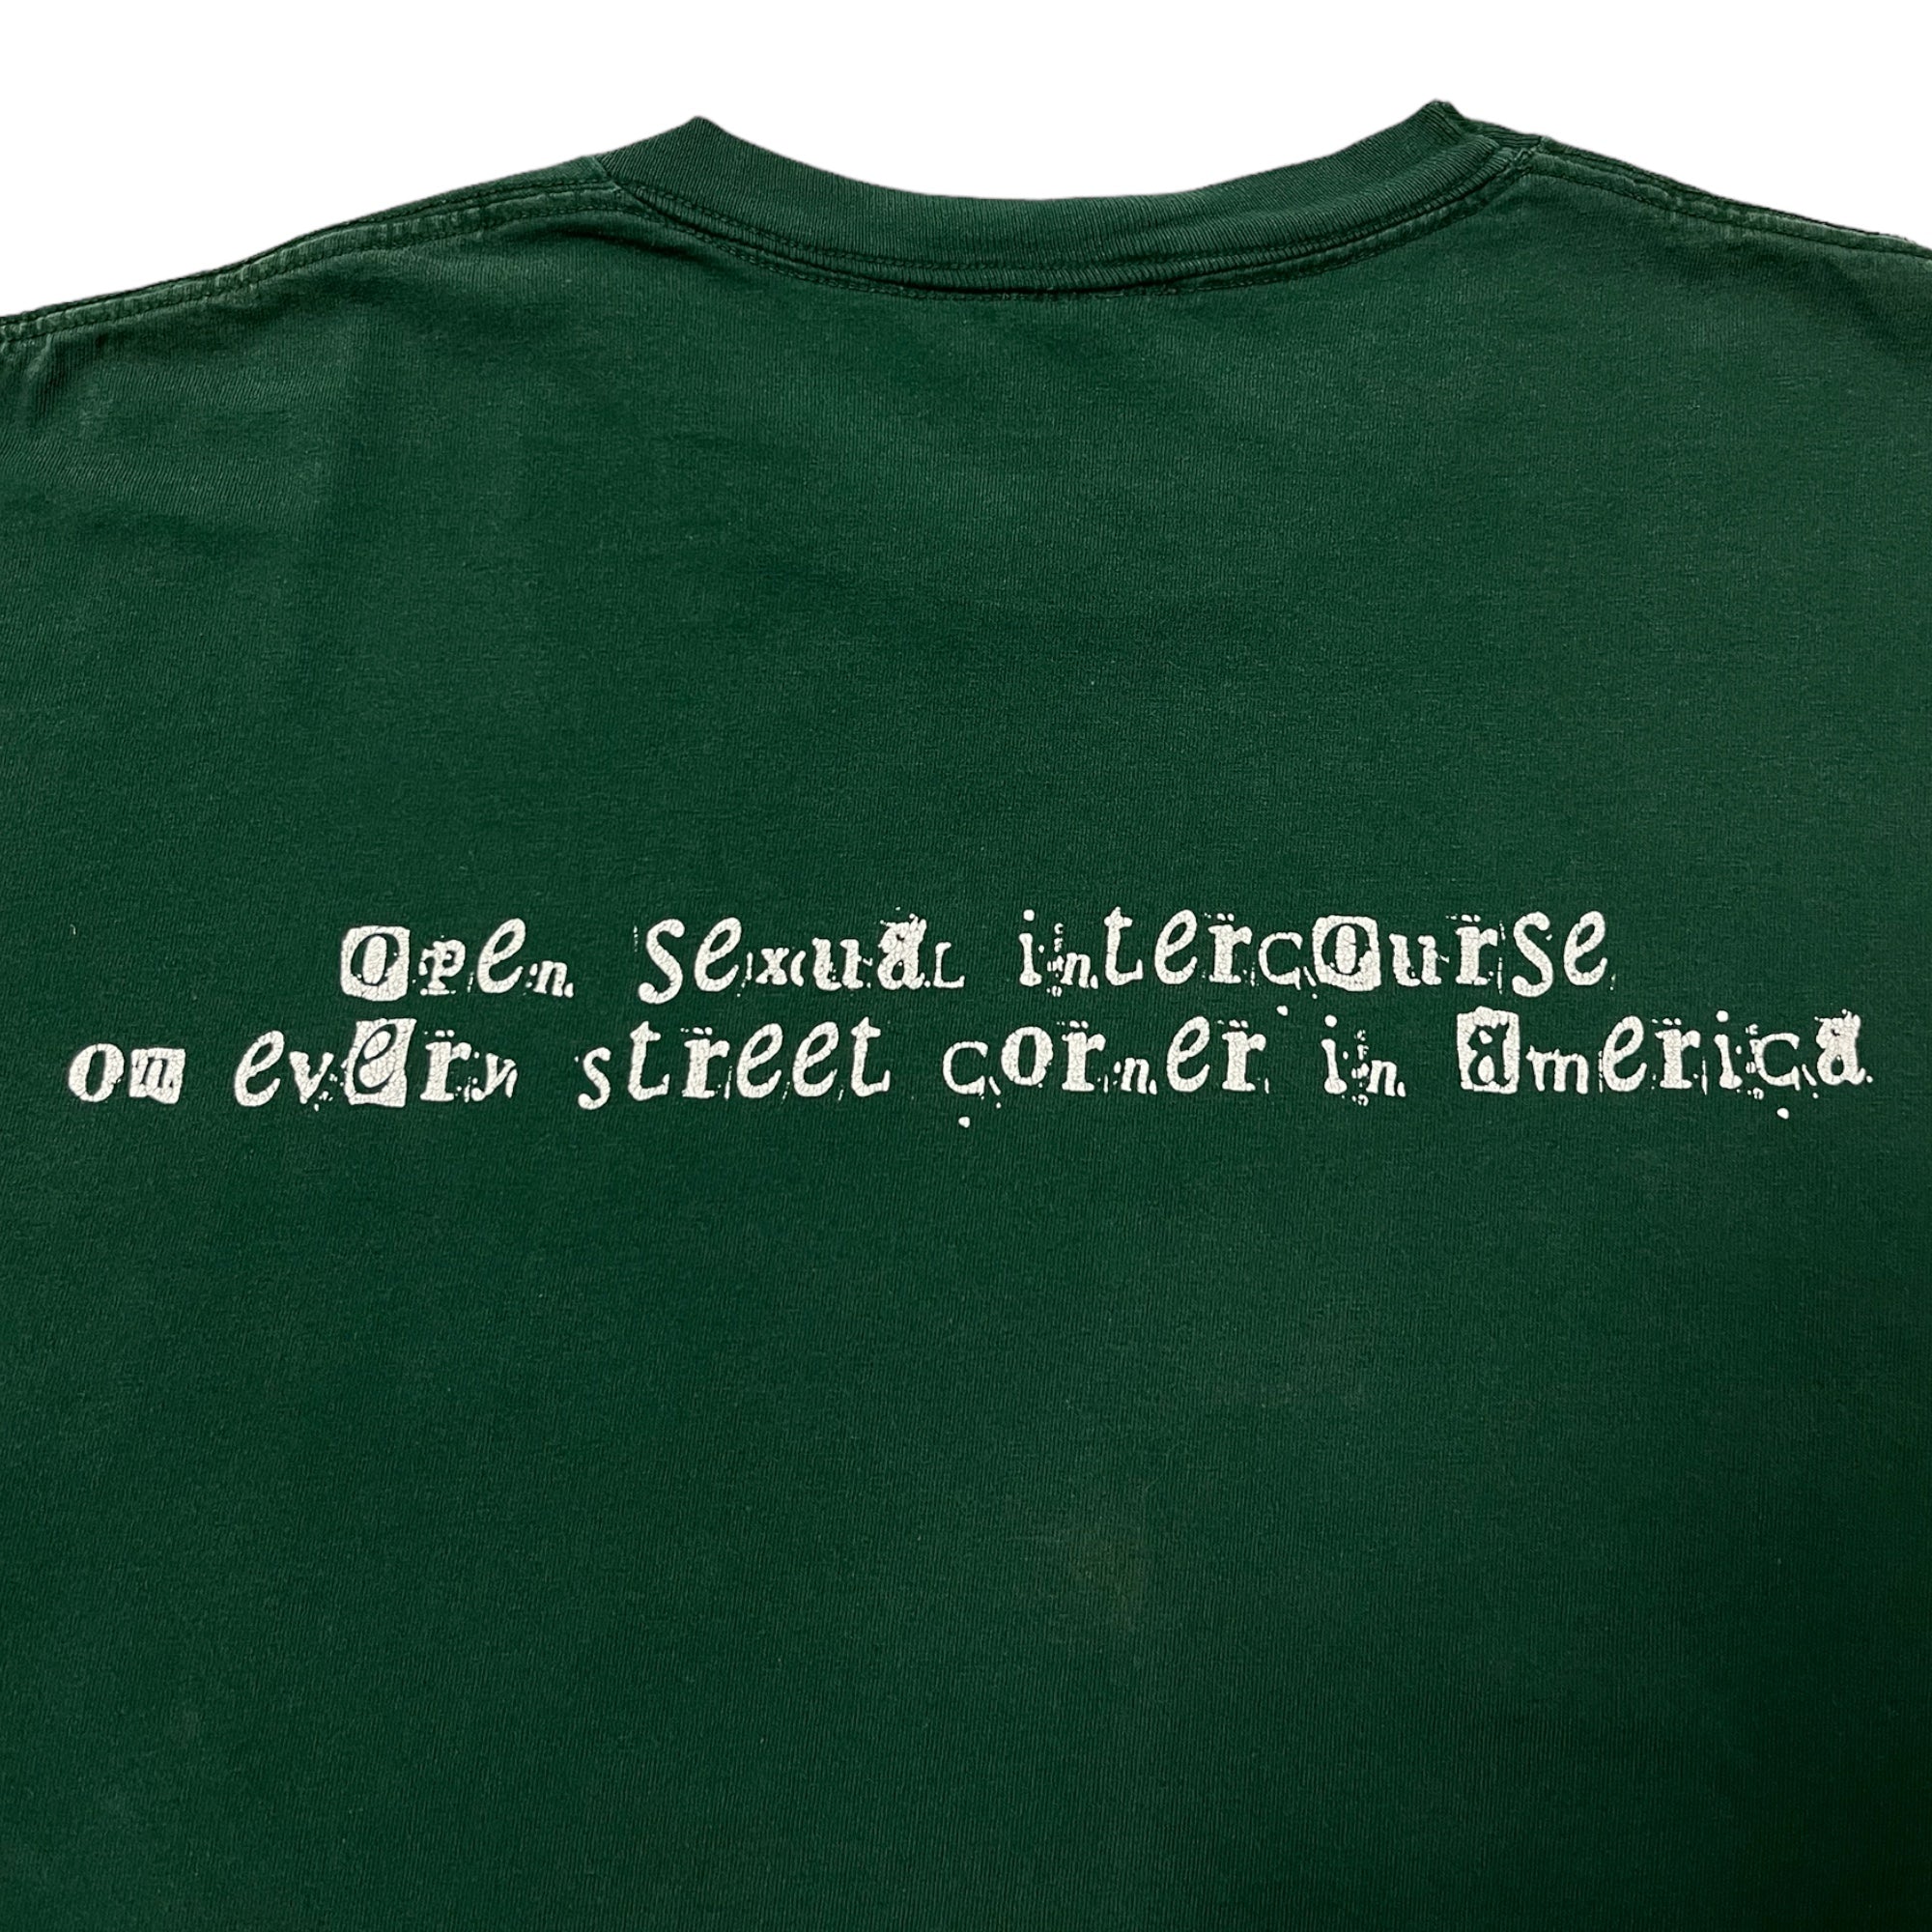 open sexual intercourse
on every street corner in america